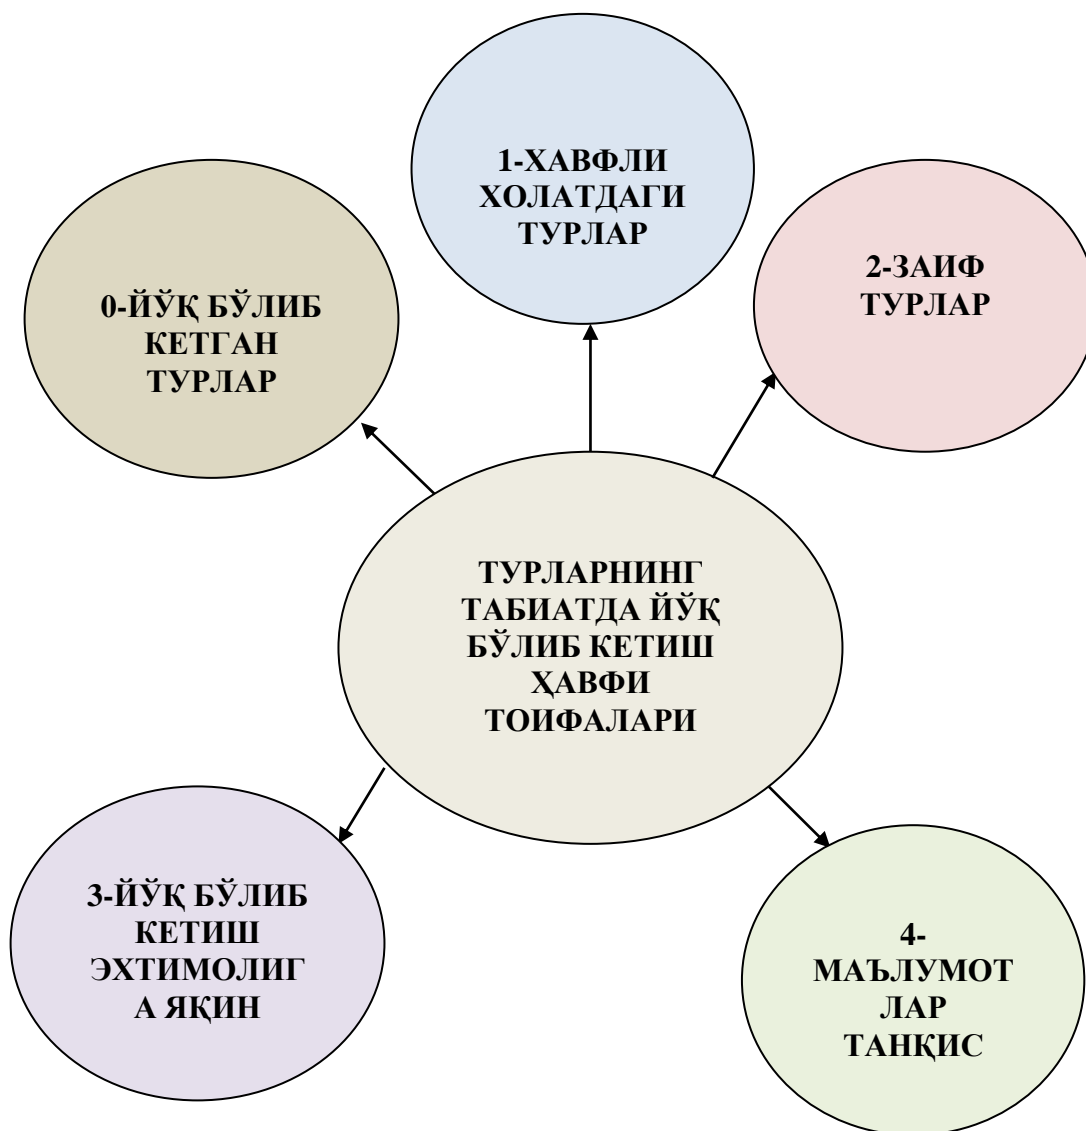 1-ХАВФЛИ
ХОЛАТДАГИ
ТУРЛАР
0-ЙЎҚ БЎЛИБ
КЕТГАН
ТУРЛАР
2-ЗАИФ
ТУРЛАР
ТУРЛАРНИНГ
ТАБИАТДА ЙЎҚ
БЎЛИБ КЕТИШ
ҲАВФИ
ТОИФАЛАРИ
3-ЙЎҚ БЎЛИБ
КЕТИШ
ЭХТИМОЛИГ
А ЯҚИН
4-
МАЪЛУМОТ
ЛАР
ТАНҚИС